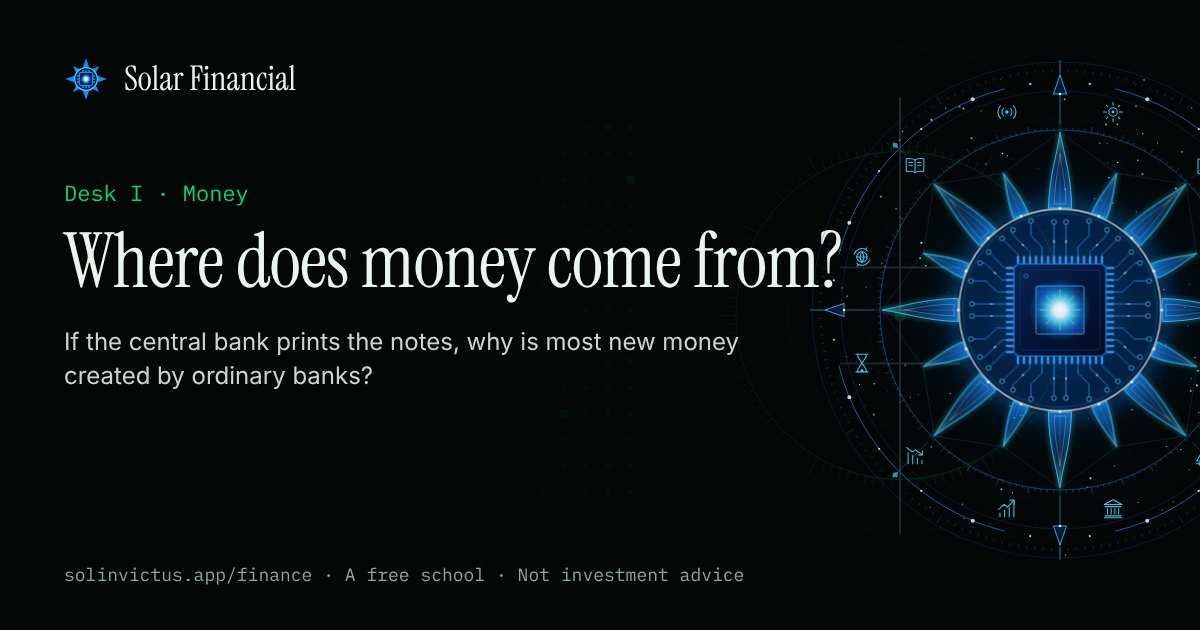 Solar Financial
Desk I · Money
Where does money come from?
If the central bank prints the notes, why is most new money
created by ordinary banks?
solinvictus.app/finance · A free school · Not investment advice